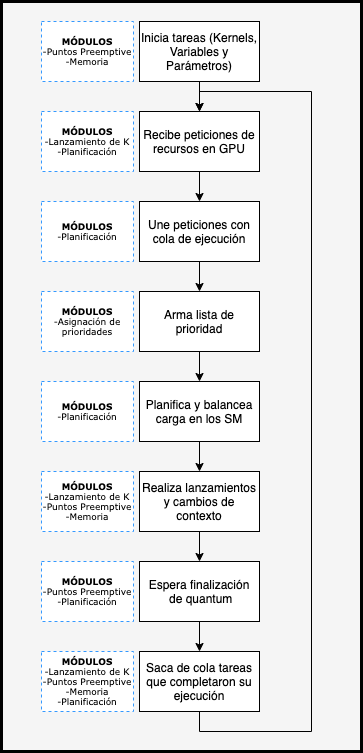 MÓDULOS
-Puntos Preemptive
-Memoria
Inicia tareas (Kernels,
Variables y
Parámetros)
MÓDULOS
-Lanzamiento de K
-Planificación
Recibe peticiones de
recursos en GPU
MÓDULOS
-Planificación
Une peticiones con
cola de ejecución
MÓDULOS
-Asignación de
prioridades
Arma lista de
prioridad
MÓDULOS
-Planificación
Planifica y balancea
carga en los SM
MÓDULOS
-Lanzamiento de K
-Puntos Preemptive
-Memoria
Realiza lanzamientos
y cambios de
contexto
MÓDULOS
-Puntos Preemptive
-Planificación
Espera finalización
de quantum
MÓDULOS
-Lanzamiento de K
-Puntos Preemptive
-Memoria
-Planificación
Saca de cola tareas
que completaron su
ejecución